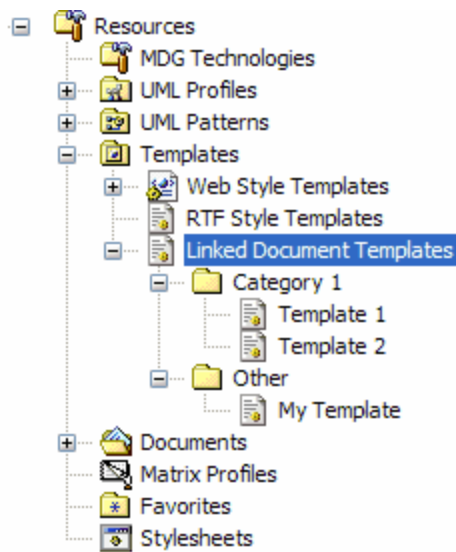 Resources
MDG Technologies
UML Profiles
UML Patterns
Templates
Web Style Templates
RTF Style Templates
Linked Document Templates
Category 1
Template 1
Template 2
Other
My Template
Documents
Matrix Profiles
Favorites
Stylesheets